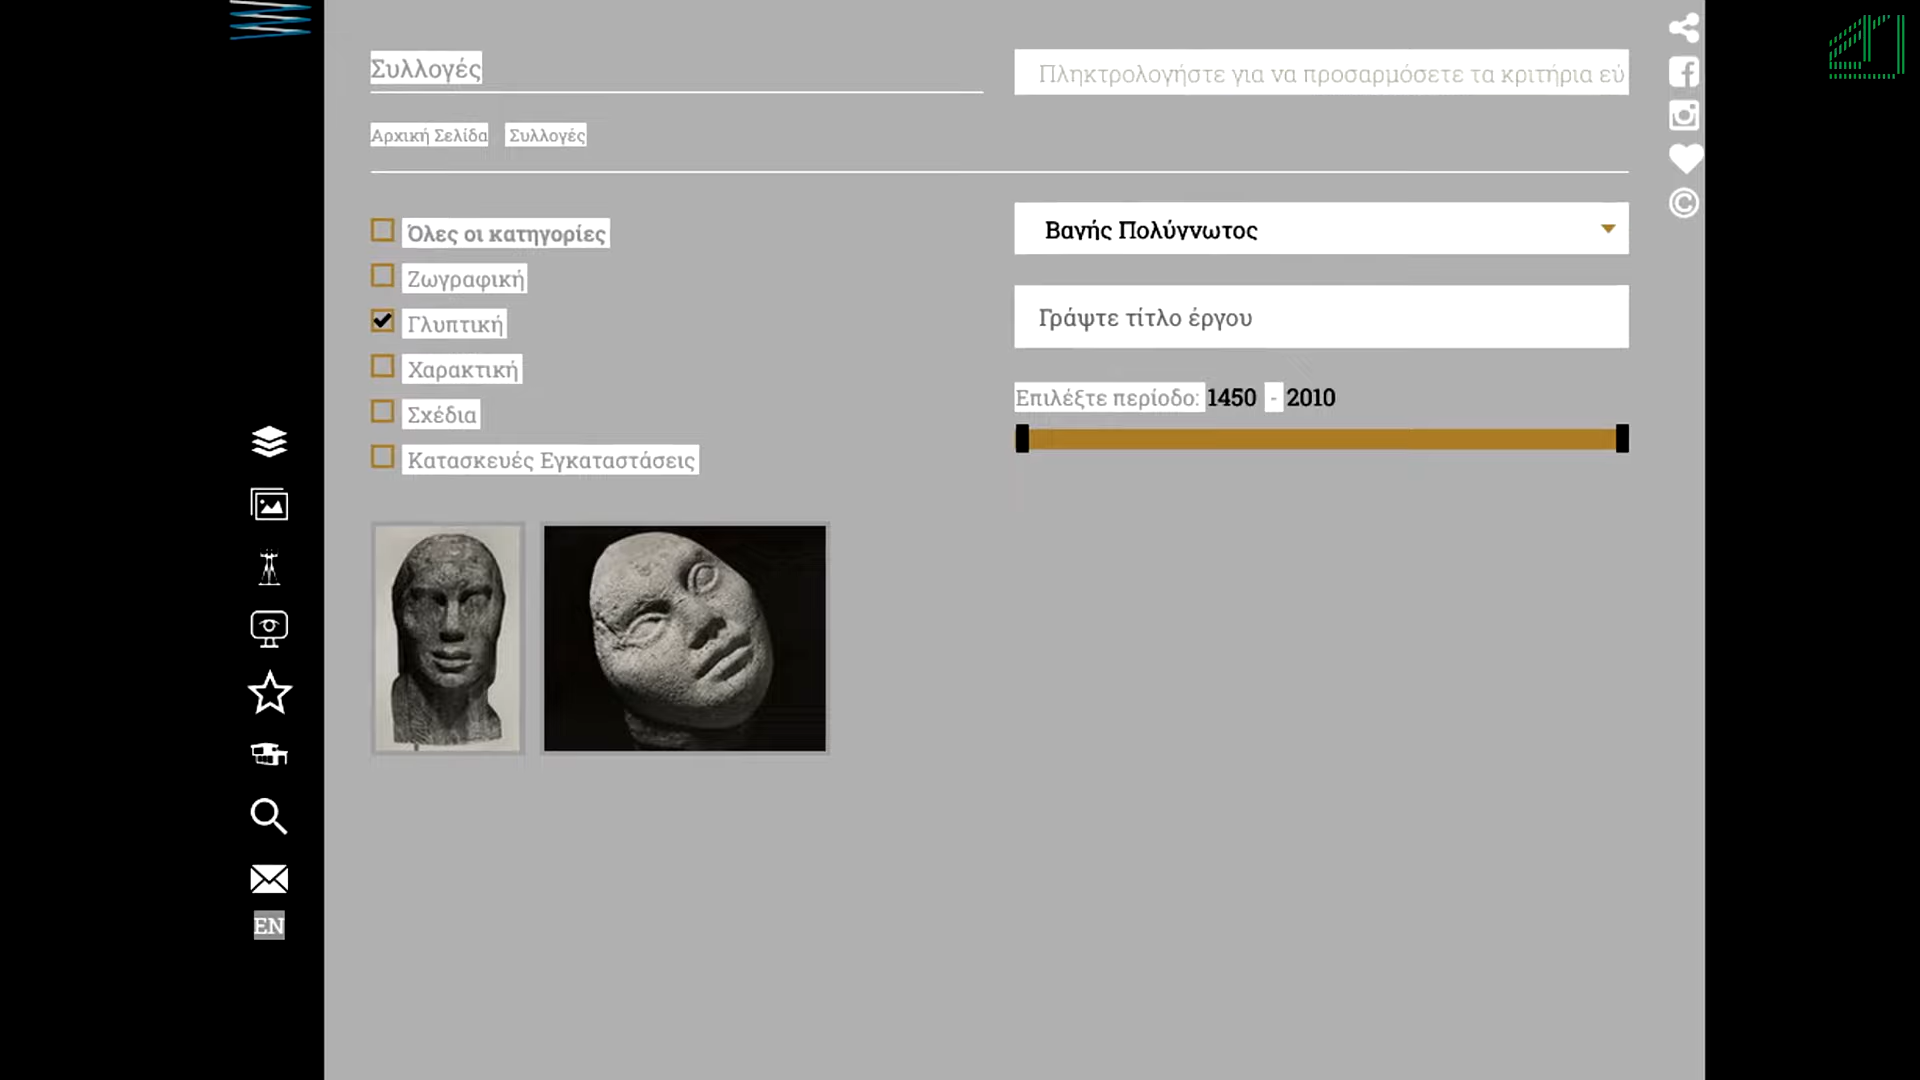 Συλλογές
Πληκτρολογήστε για να προσαρμόσετε τα κριτήρια εύ
Αρχική Σελίδα
Συλλογές
Όλες οι κατηγορίες
Ζωγραφική
Γλυπτική
Χαρακτική
Σχέδια
Κατασκευές Εγκαταστάσεις
Βαγής Πολύγνωτος
Γράψτε τίτλο έργου
Επιλέξτε περίοδο: 1450 - 2010
EN